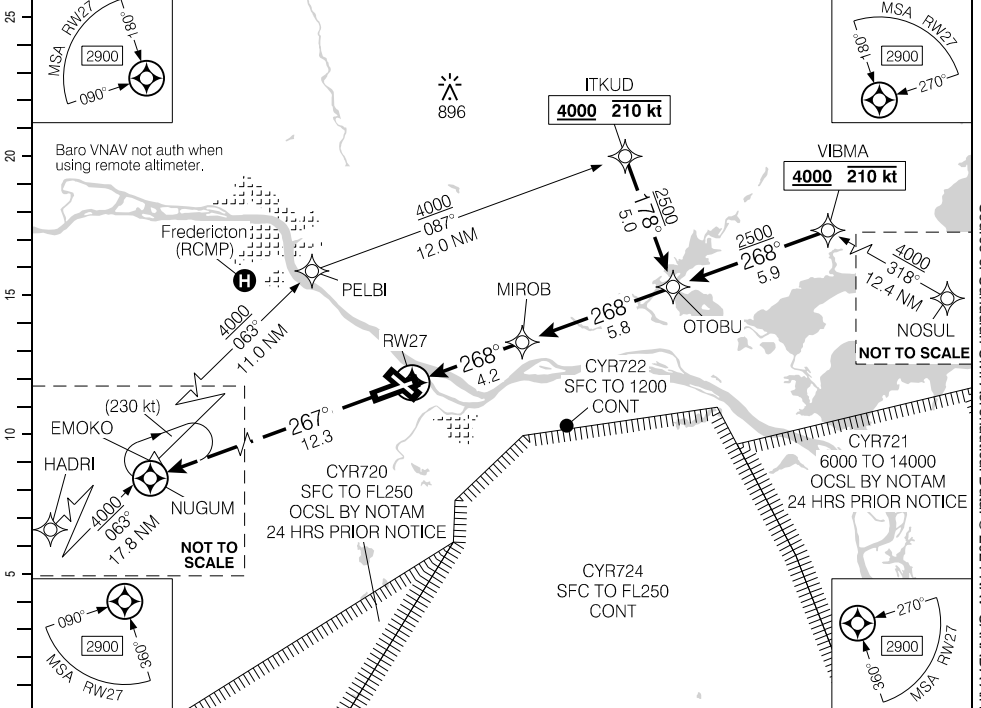 25
20
15
10
5
MSA RW27
180°
2900
090°
MSA RW27
180°
2900
270°
Baro VNAV not auth when
using remote altimeter.
896
ITKUD
4000 210 kt
VIBMA
4000 210 kt
Fredericton
(RCMP)
H
4000
087°
12.0 NM
2500
178°
5.0
2500
268°
5.9
4000
318°
12.4 NM
NOSUL
NOT TO SCALE
PELBI
MIROB
OTOBU
268°
5.8
RW27
268°
4.2
4000
063°
11.0 NM
CYR722
SFC TO 1200
CONT
267°
12.3
(230 kt)
EMOKO
HADRI
NUGUM
4000
063°
17.8 NM
NOT TO
SCALE
CYR720
SFC TO FL250
OCSL BY NOTAM
24 HRS PRIOR NOTICE
CYR721
6000 TO 14000
OCSL BY NOTAM
24 HRS PRIOR NOTICE
CYR724
SFC TO FL250
CONT
090°
2900
360°
MSA RW27
270°
2900
360°
MSA RW27